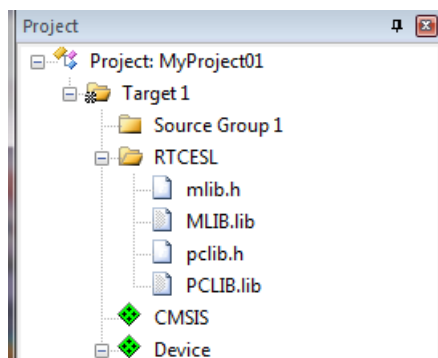 Project
Project: MyProject01
Target 1
Source Group 1
RTCESL
mlib.h
MLIB.lib
pclib.h
PCLIB.lib
CMSIS
Device